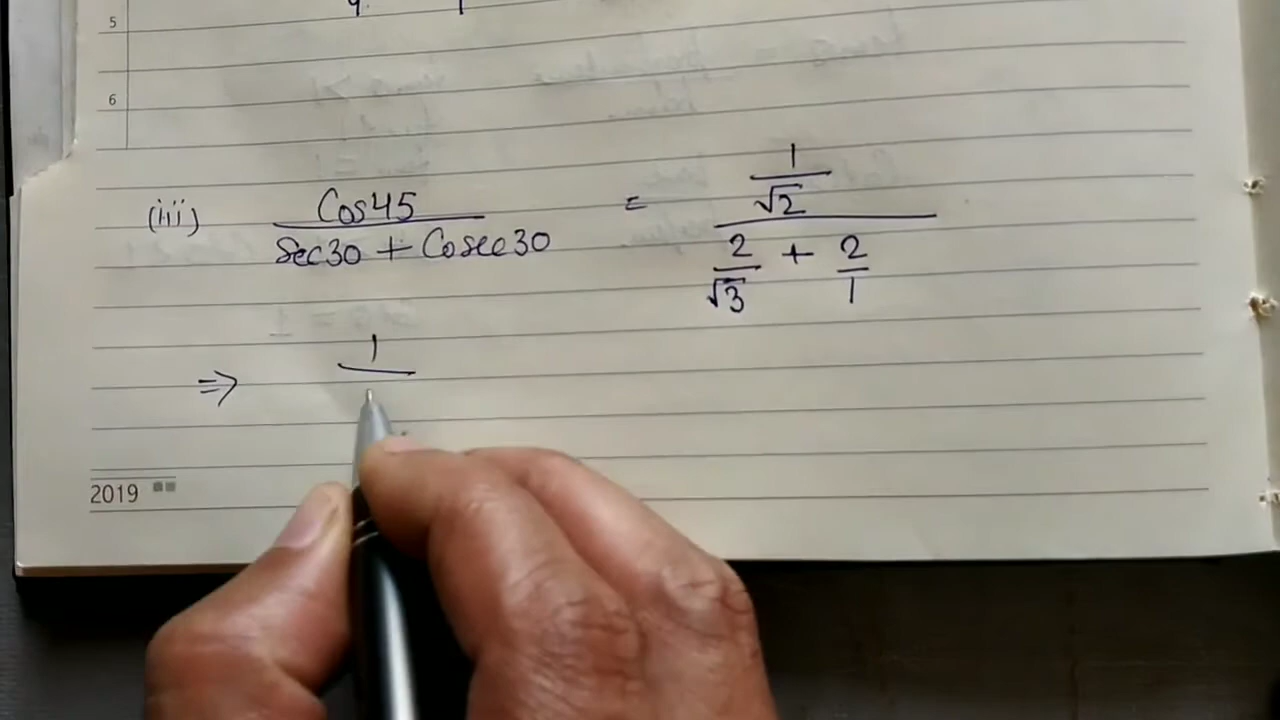 5
6
(iii) Cos45 / Sec30 + Cosec30 = 1/√2 / 2/√3 + 2/1
⇒ 1
2019